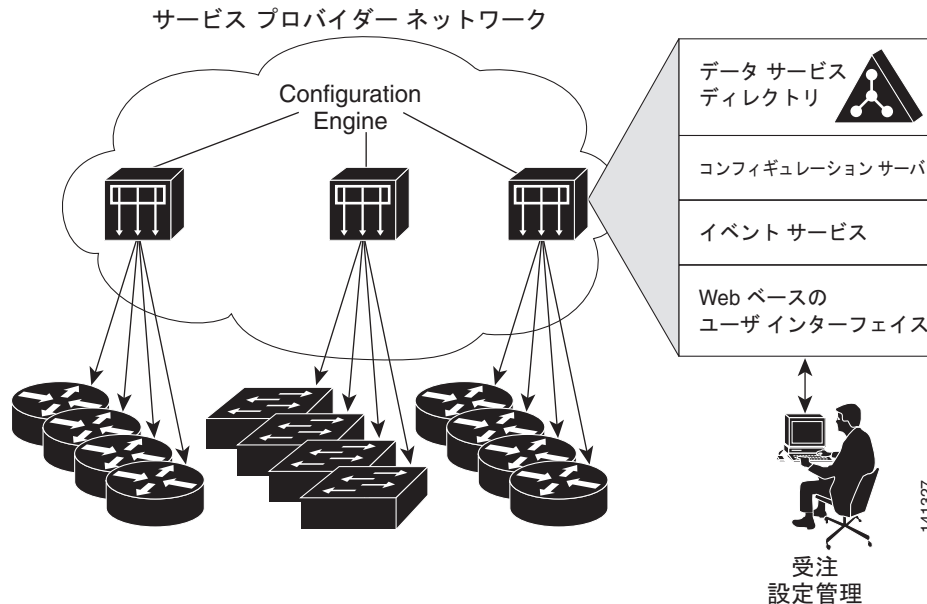 サービス プロバイダー ネットワーク
Configuration
Engine
データ サービス
ディレクトリ
コンフィギュレーション サーバ
イベント サービス
Web ベースの
ユーザ インターフェイス
141327
受注
設定管理